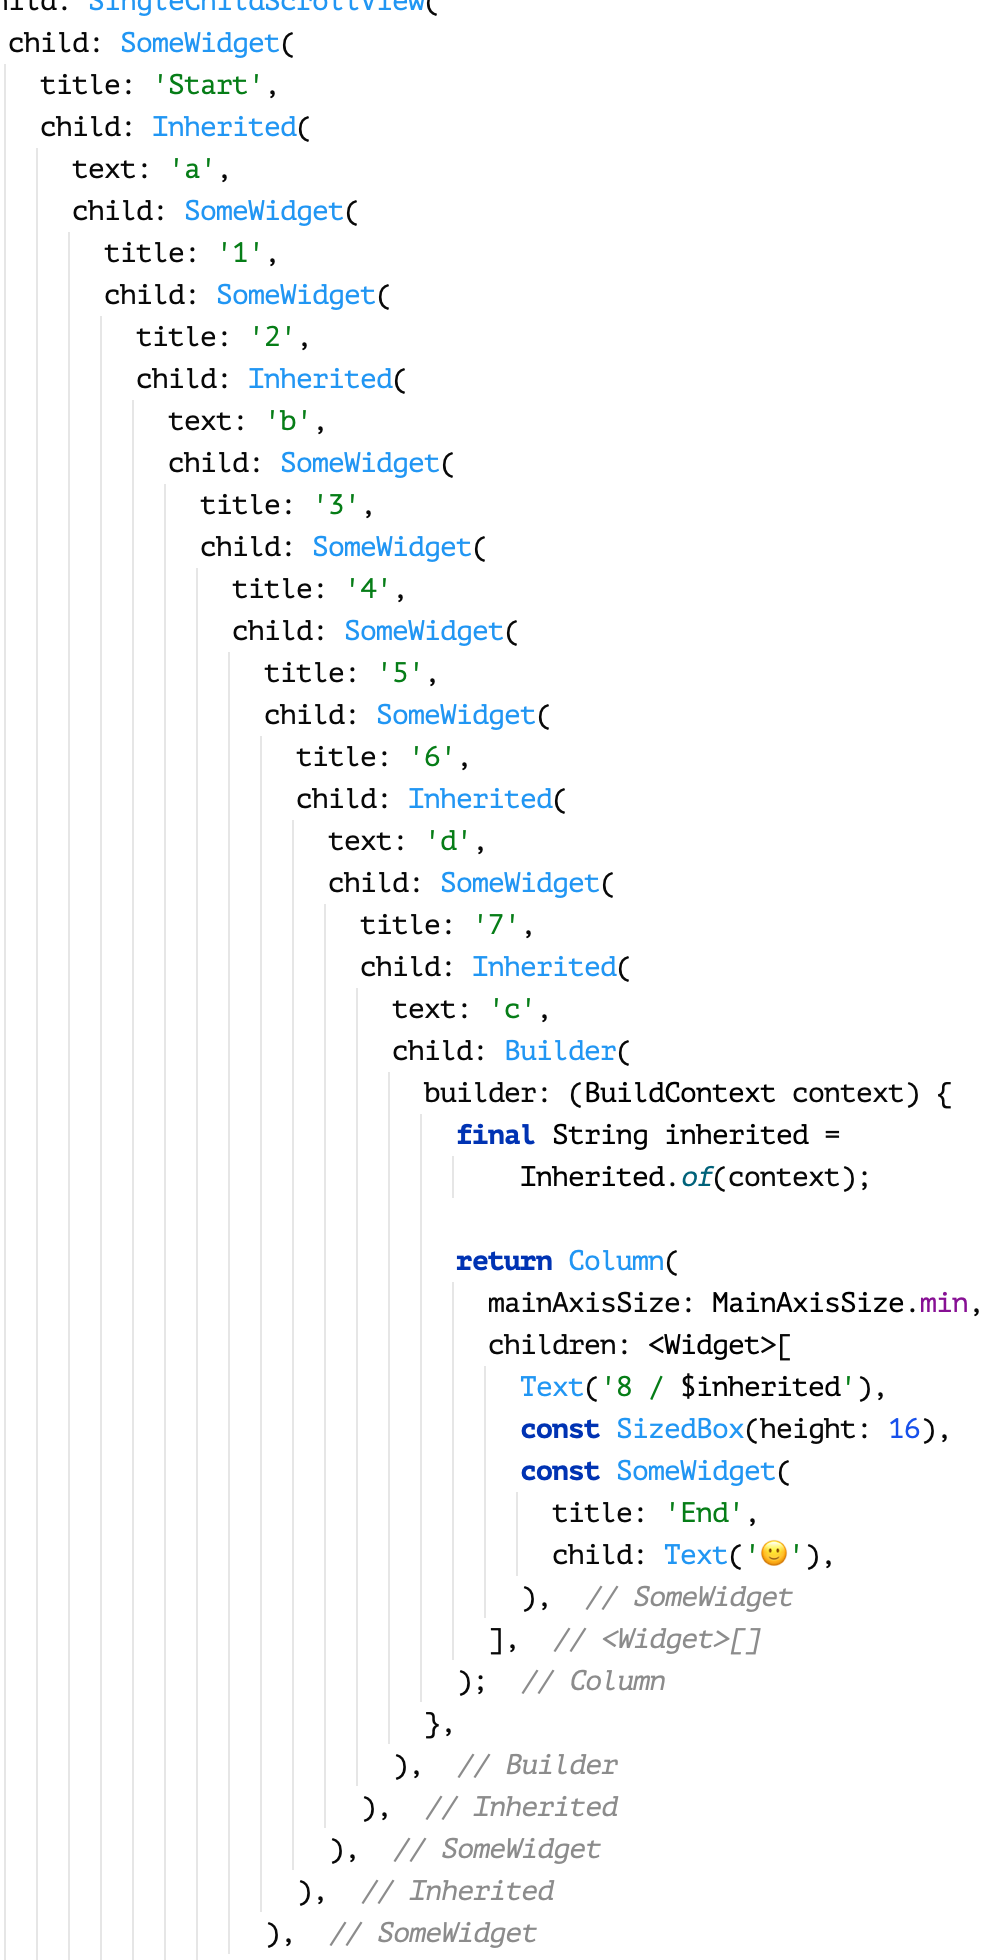 child: SingleChildScrollView(
child: SomeWidget(
title: 'Start',
child: Inherited(
text: 'a',
child: SomeWidget(
title: '1',
child: SomeWidget(
title: '2',
child: Inherited(
text: 'b',
child: SomeWidget(
title: '3',
child: SomeWidget(
title: '4',
child: SomeWidget(
title: '5',
child: SomeWidget(
title: '6',
child: Inherited(
text: 'd',
child: SomeWidget(
title: '7',
child: Inherited(
text: 'c',
child: Builder(
builder: (BuildContext context) {
final String inherited =
Inherited.of(context);
return Column(
mainAxisSize: MainAxisSize.min,
children: <Widget>[
Text('8 / $inherited'),
const SizedBox(height: 16),
const SomeWidget(
title: 'End',
child: Text('🙂'),
), // SomeWidget
], // <Widget>[]
); // Column
},
), // Builder
), // Inherited
), // SomeWidget
), // Inherited
), // SomeWidget